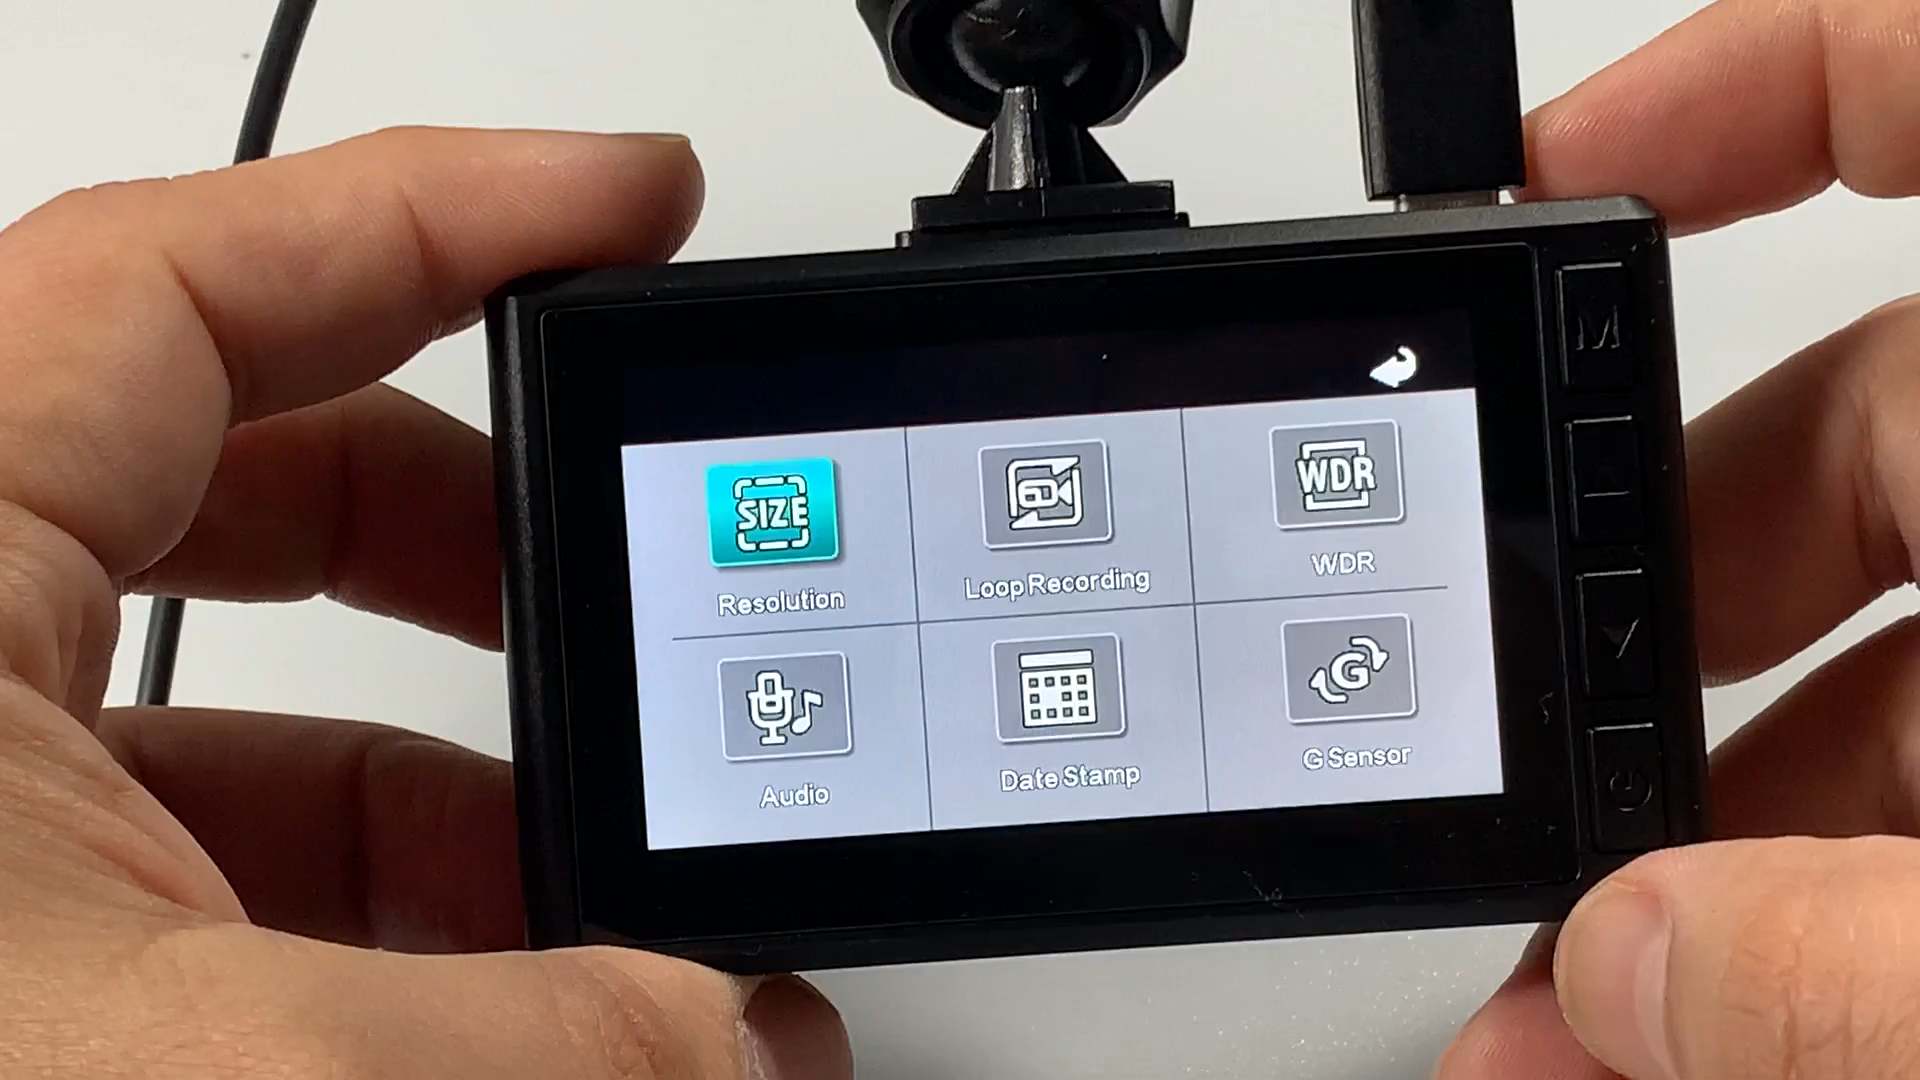 M
SIZE
WDR
Resolution
Loop Recording
WDR
G
Audio
Date Stamp
G Sensor